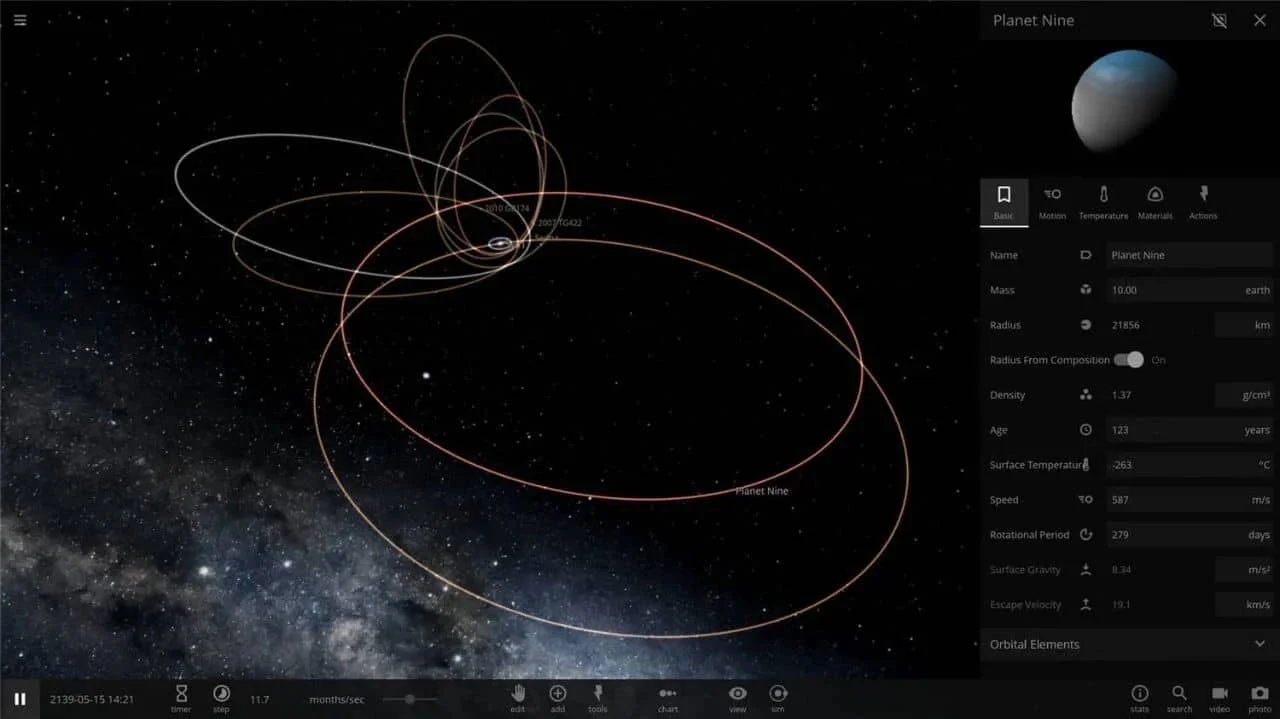 Planet Nine
2010 GB174
2007 TG422
Sedna
Planet Nine
Basic Motion Temperature Materials Actions
Name Planet Nine
Mass 10.00 earth
Radius 21856 km
Radius From Composition On
Density 1.37 g/cm³
Age 123 years
Surface Temperatur -263 °C
Speed 587 m/s
Rotational Period 279 days
Surface Gravity 8.34 m/s²
Escape Velocity 19.1 km/s
Orbital Elements
2139-05-15 14:21 timer step 11.7 months/sec edit add tools chart view sim stats search video photo